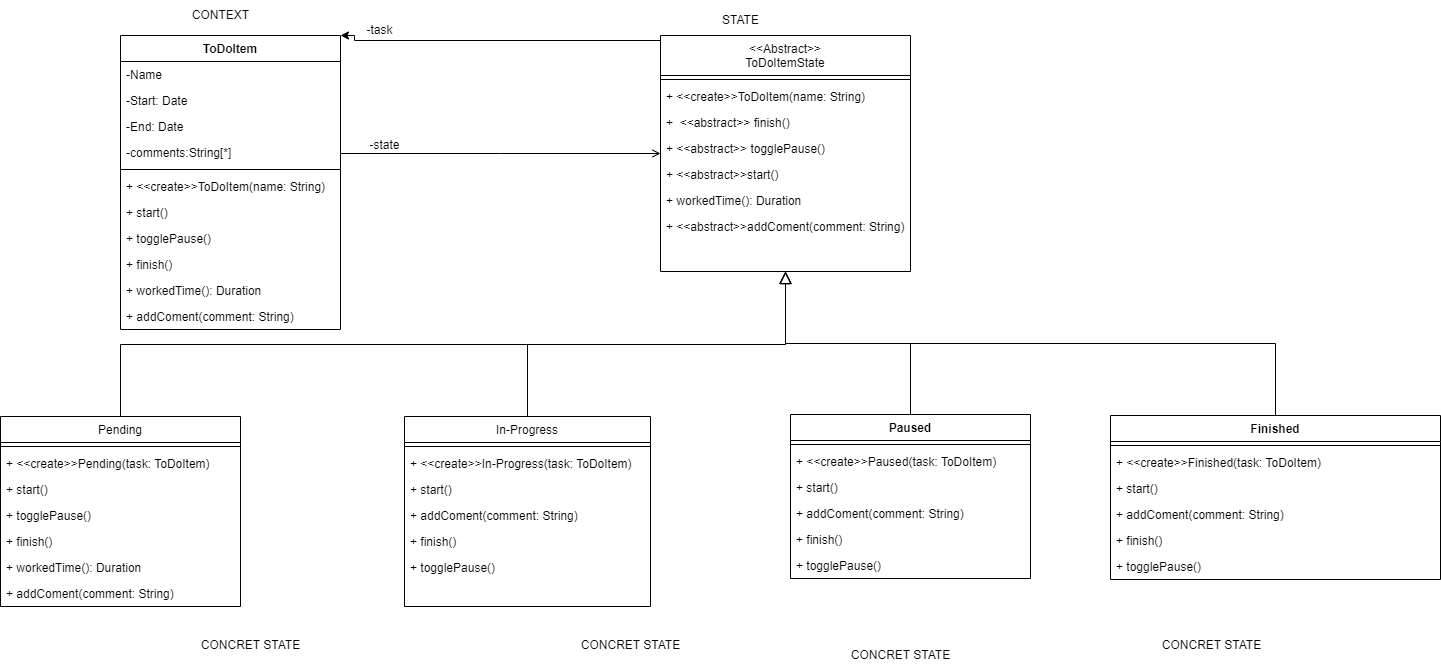 CONTEXT
STATE
ToDoItem
-Name
-Start: Date
-End: Date
-comments:String[*]
+ <<create>>ToDoItem(name: String)
+ start()
+ togglePause()
+ finish()
+ workedTime(): Duration
+ addComent(comment: String)
-task
-state
<<Abstract>>
ToDoItemState
+ <<create>>ToDoItem(name: String)
+ <<abstract>> finish()
+ <<abstract>> togglePause()
+ <<abstract>>start()
+ workedTime(): Duration
+ <<abstract>>addComent(comment: String)
Pending
+ <<create>>Pending(task: ToDoItem)
+ start()
+ togglePause()
+ finish()
+ workedTime(): Duration
+ addComent(comment: String)
In-Progress
+ <<create>>In-Progress(task: ToDoItem)
+ start()
+ addComent(comment: String)
+ finish()
+ togglePause()
Paused
+ <<create>>Paused(task: ToDoItem)
+ start()
+ addComent(comment: String)
+ finish()
+ togglePause()
Finished
+ <<create>>Finished(task: ToDoItem)
+ start()
+ addComent(comment: String)
+ finish()
+ togglePause()
CONCRET STATE
CONCRET STATE
CONCRET STATE
CONCRET STATE